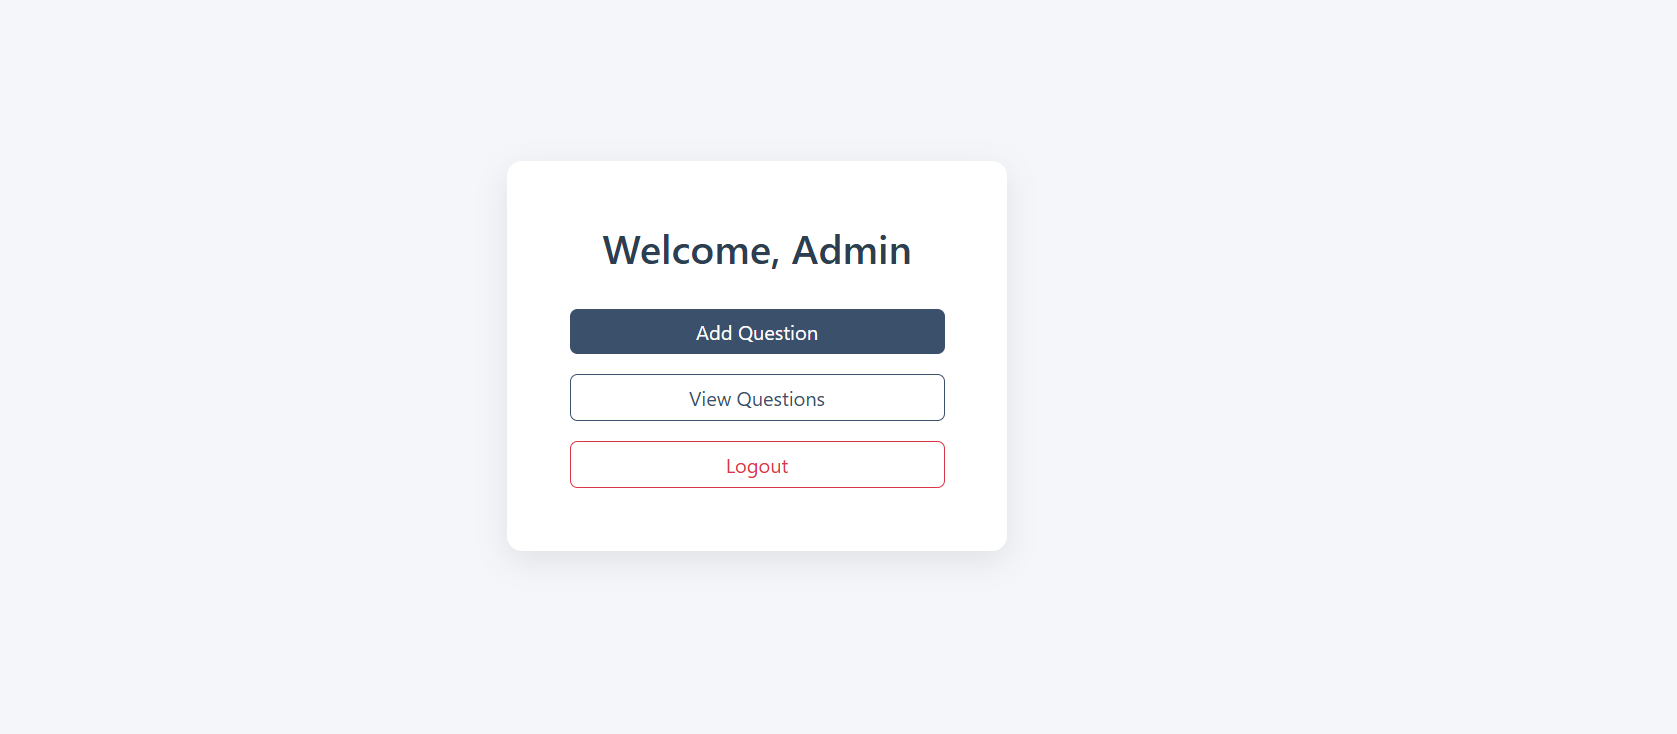 Welcome, Admin
Add Question
View Questions
Logout